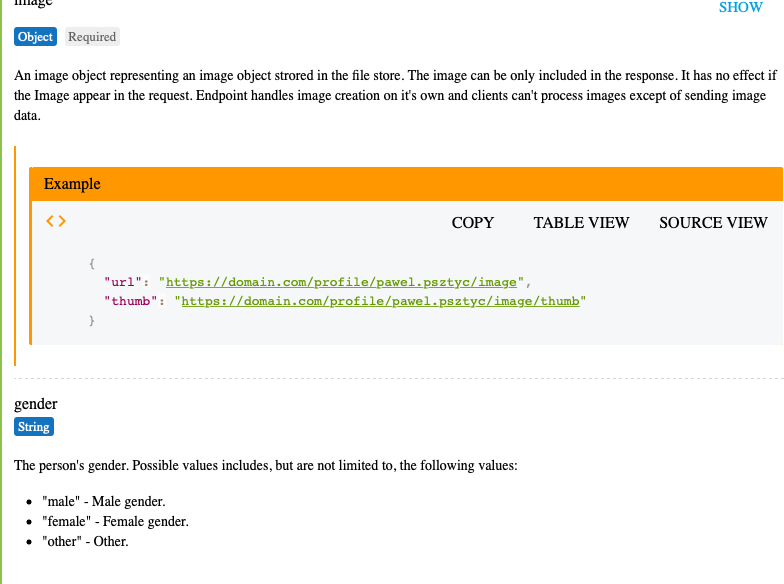 image
SHOW
Object Required
An image object representing an image object strored in the file store. The image can be only included in the response. It has no effect if
the Image appear in the request. Endpoint handles image creation on it's own and clients can't process images except of sending image
data.
Example
<> COPY TABLE VIEW SOURCE VIEW
{
"url": "https://domain.com/profile/pawel.psztyc/image",
"thumb": "https://domain.com/profile/pawel.psztyc/image/thumb"
}
gender
String
The person's gender. Possible values includes, but are not limited to, the following values:
• "male" - Male gender.
• "female" - Female gender.
• "other" - Other.